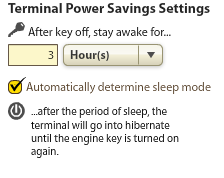 Terminal Power Savings Settings
After key off, stay awake for...
3 Hour(s)
Automatically determine sleep mode
...after the period of sleep, the
terminal will go into hibernate
until the engine key is turned on
again.